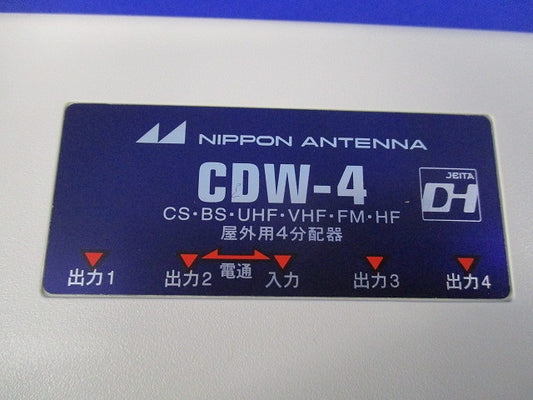 NIPPON ANTENNA
CDW-4
JEITA
DH
CS・BS・UHF・VHF・FM・HF
屋外用4分配器
出力1 出力2 電通 入力 出力3 出力4